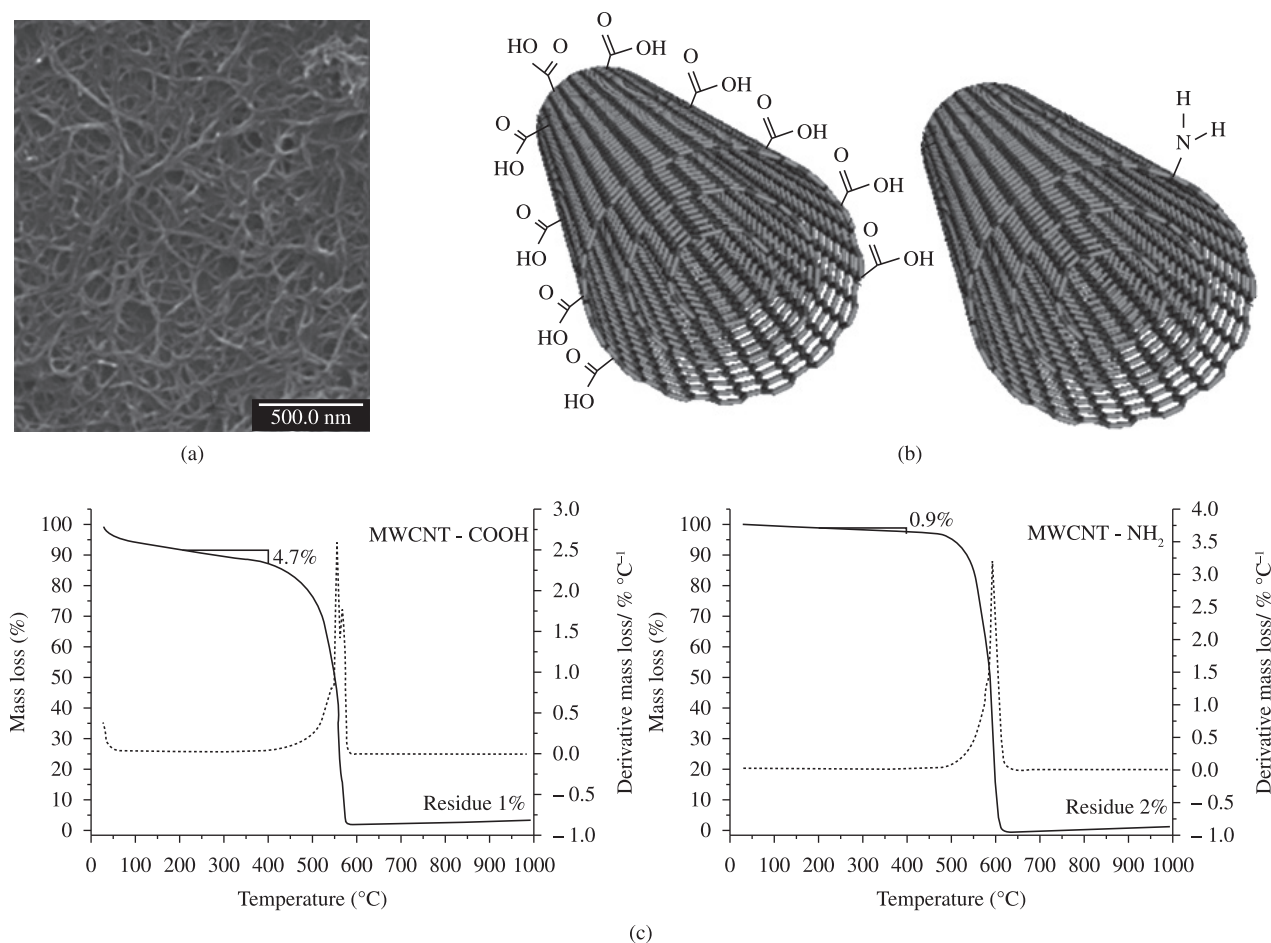 500.0 nm
(a)
O
OH
HO
O
O
OH
O
OH
O
HO
O
OH
O
HO
O
OH
O
HO
O
HO
H
H
N
(b)
MWCNT - COOH
4.7%
Residue 1%
Mass loss (%)
100
90
80
70
60
50
40
30
20
10
0
3.0
2.5
2.0
1.5
1.0
0.5
0.0
−0.5
−1.0
Derivative mass loss/ % °C⁻¹
0 100 200 300 400 500 600 700 800 900 1000
Temperature (°C)
MWCNT - NH₂
0.9%
Residue 2%
Mass loss (%)
100
90
80
70
60
50
40
30
20
10
0
4.0
3.5
3.0
2.5
2.0
1.5
1.0
0.5
0.0
−0.5
−1.0
Derivative mass loss/ % °C⁻¹
0 100 200 300 400 500 600 700 800 900 1000
Temperature (°C)
(c)